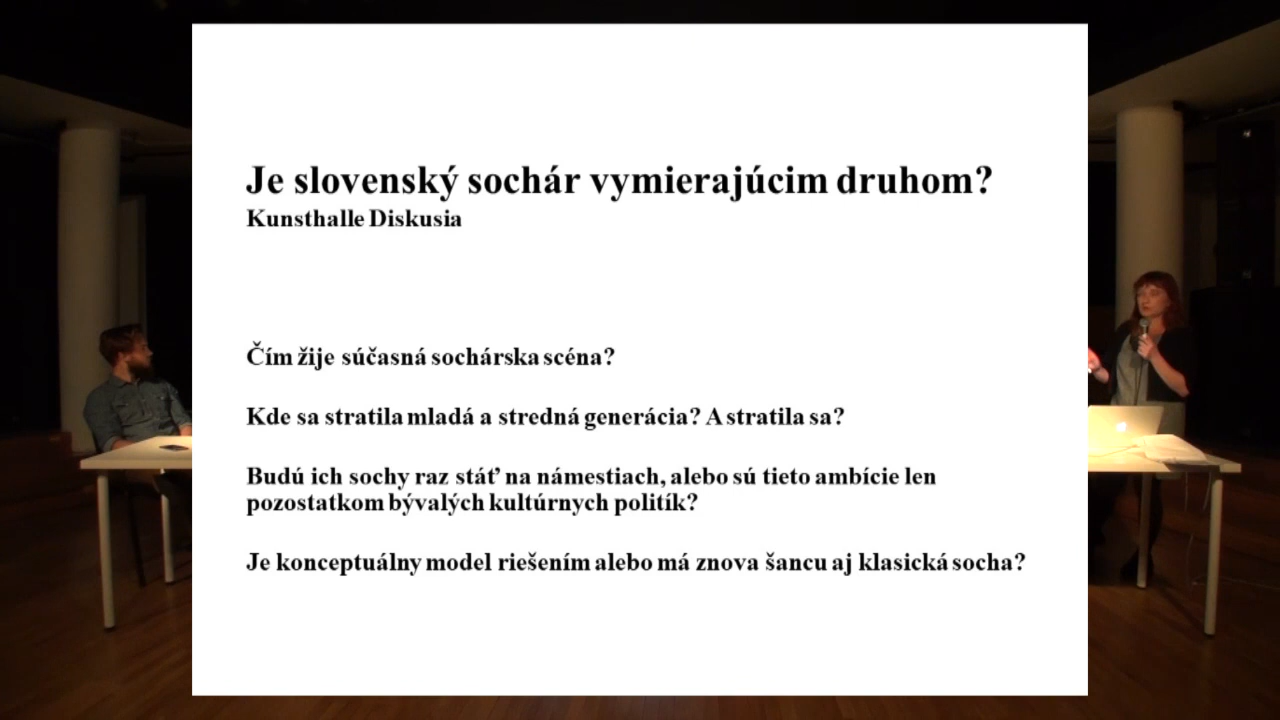 Je slovenský sochár vymierajúcim druhom?
Kunsthalle Diskusia
Čím žije súčasná sochárska scéna?
Kde sa stratila mladá a stredná generácia? A stratila sa?
Budú ich sochy raz stáť na námestiach, alebo sú tieto ambície len
pozostatkom bývalých kultúrnych politík?
Je konceptuálny model riešením alebo má znova šancu aj klasická socha?